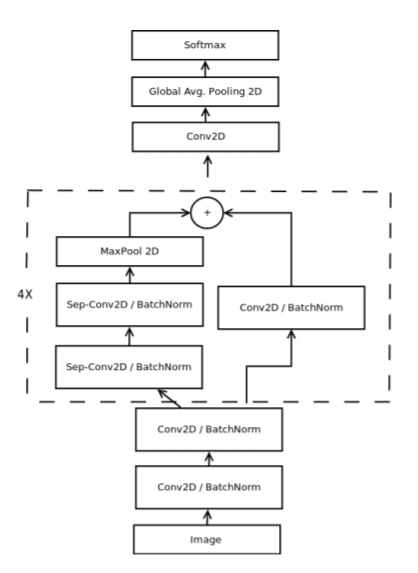 Softmax
Global Avg. Pooling 2D
Conv2D
+
MaxPool 2D
4X
Sep-Conv2D / BatchNorm
Conv2D / BatchNorm
Sep-Conv2D / BatchNorm
Conv2D / BatchNorm
Conv2D / BatchNorm
Image